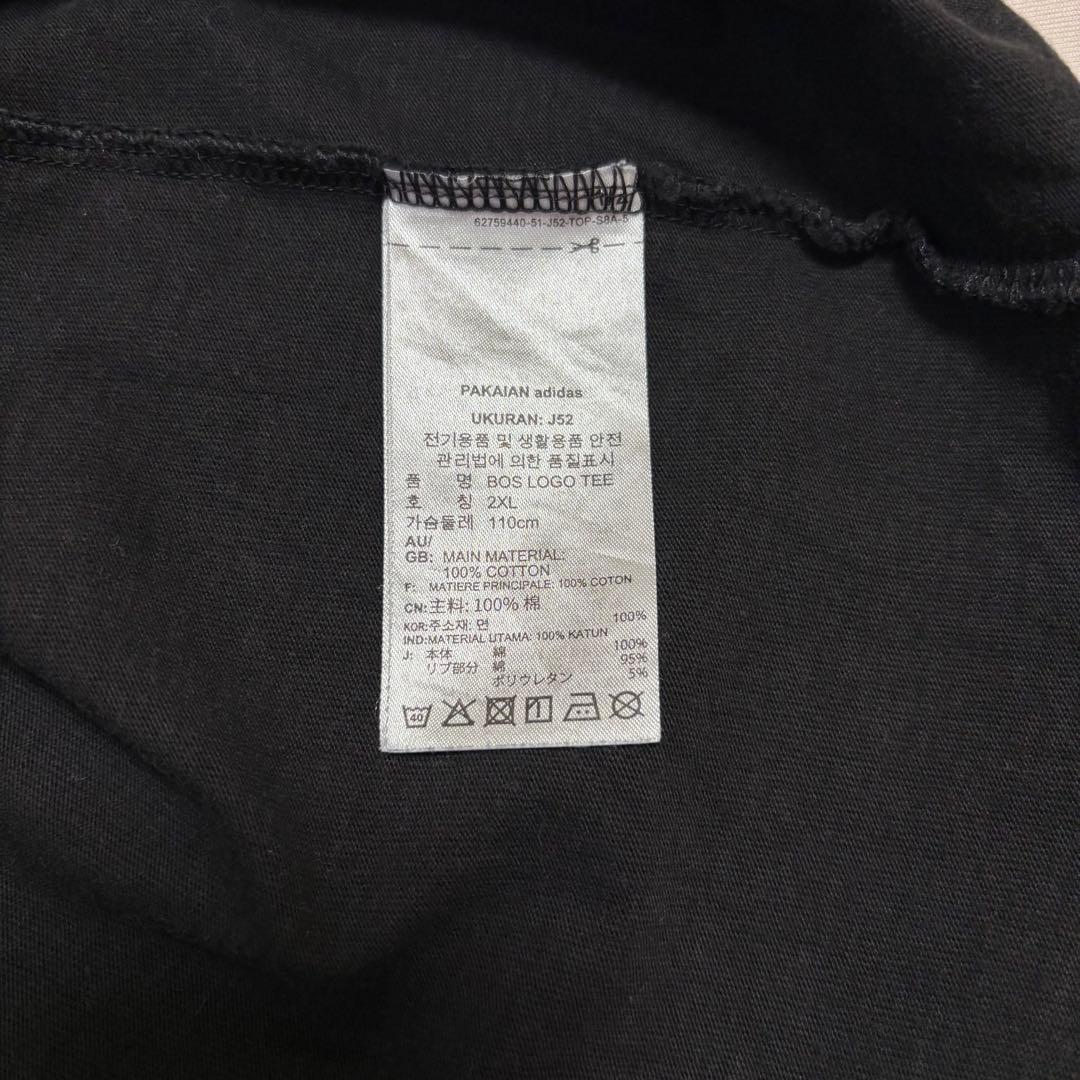 62759440-51-J52-TOP-S8A-5
PAKAIAN adidas
UKURAN: J52
전기용품 및 생활용품 안전
관리법에 의한 품질표시
품 명 BOS LOGO TEE
호 칭 2XL
가슴둘레 110cm
AU/
GB: MAIN MATERIAL:
100% COTTON
F: MATIERE PRINCIPALE: 100% COTON
CN:主料: 100% 棉
KOR:주소재: 면 100%
IND:MATERIAL UTAMA: 100% KATUN
J: 本体 綿 100%
リブ部分 綿 95%
ポリウレタン 5%
40